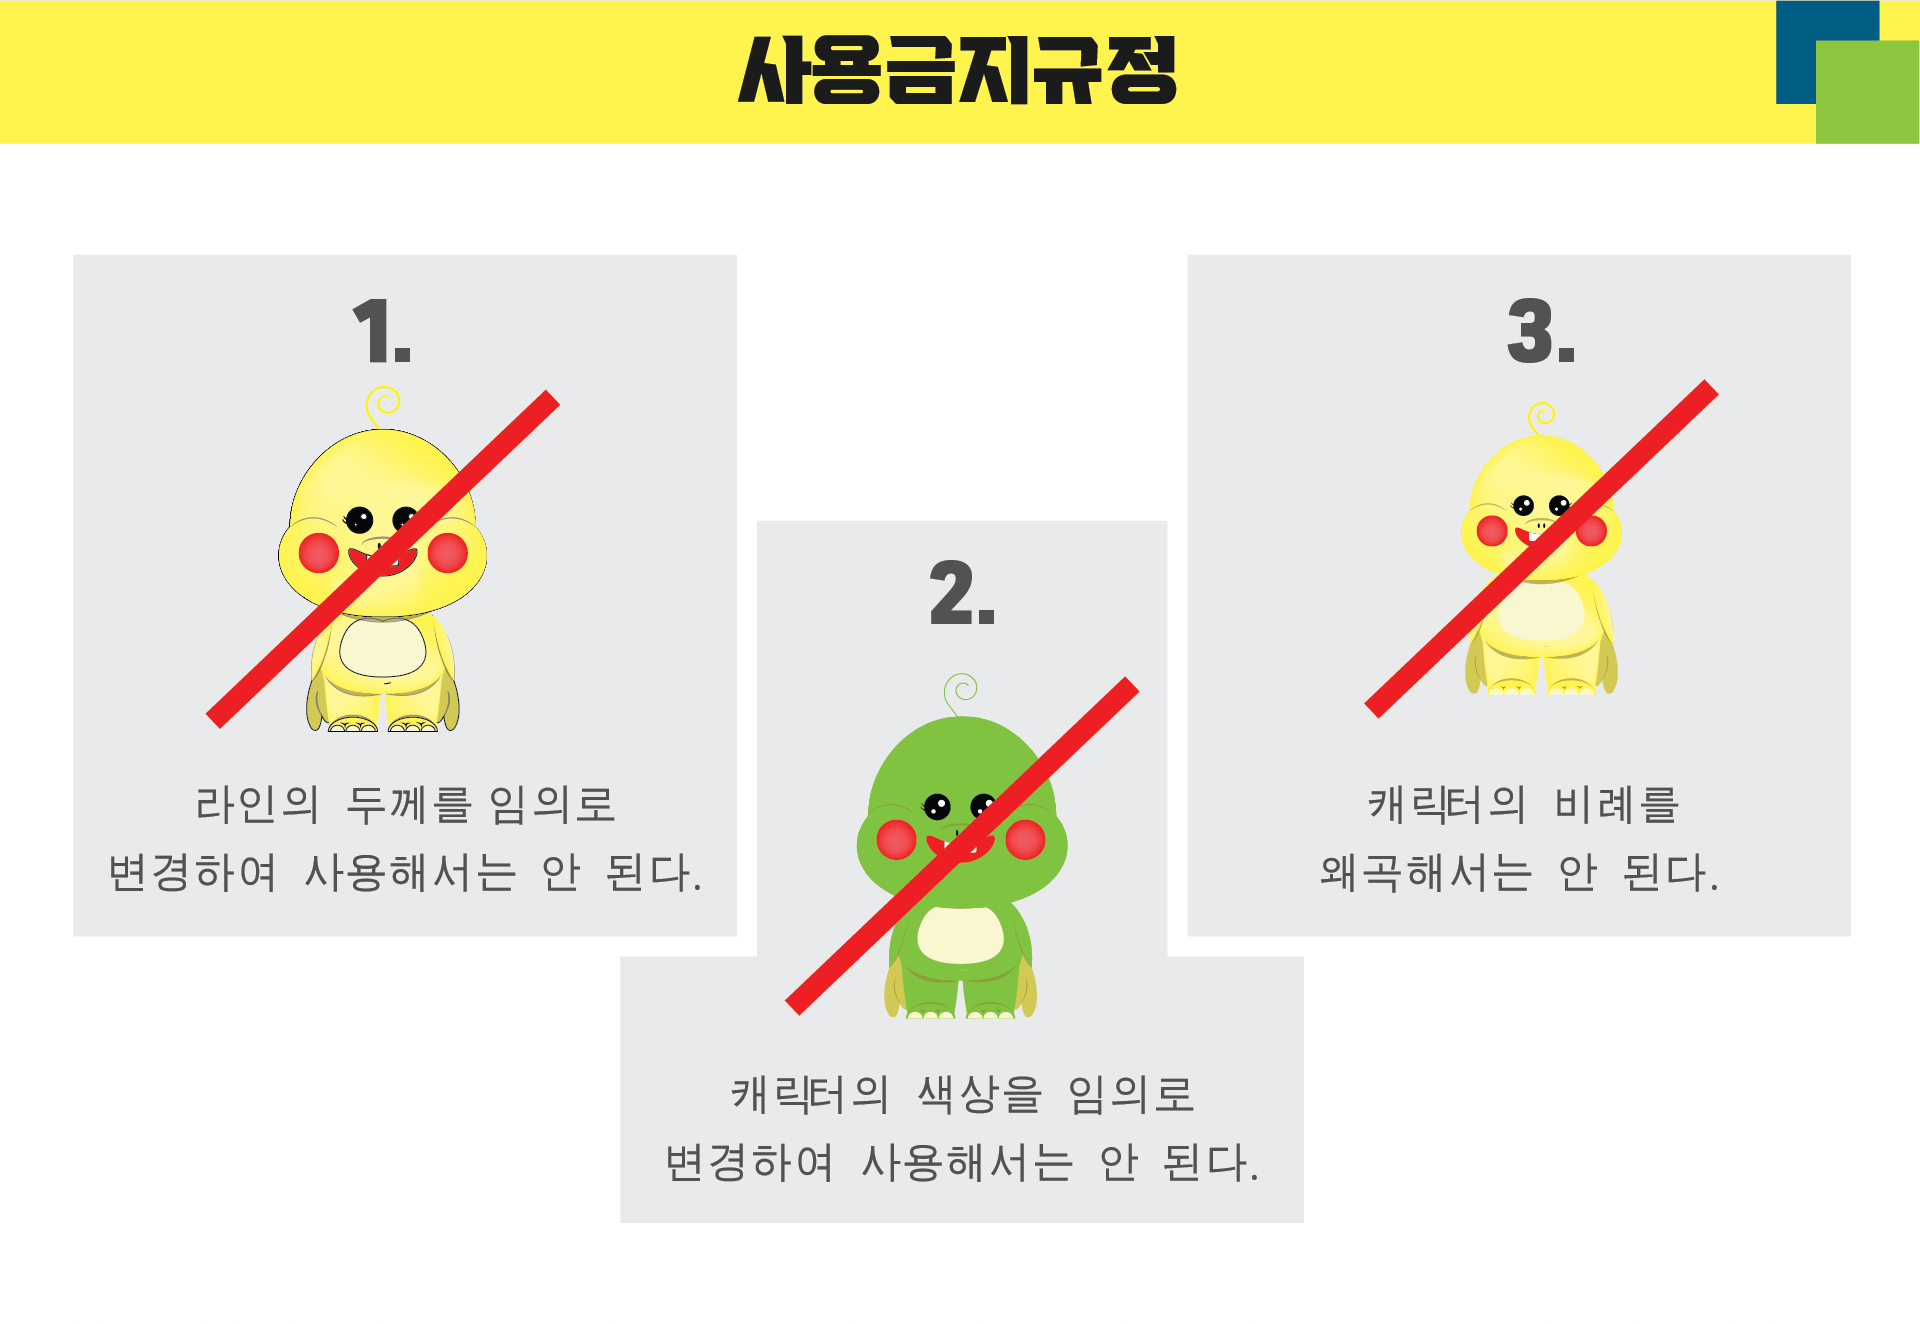 사용금지규정
1.
라인의 두께를 임의로
변경하여 사용해서는 안 된다.
2.
캐릭터의 색상을 임의로
변경하여 사용해서는 안 된다.
3.
캐릭터의 비례를
왜곡해서는 안 된다.